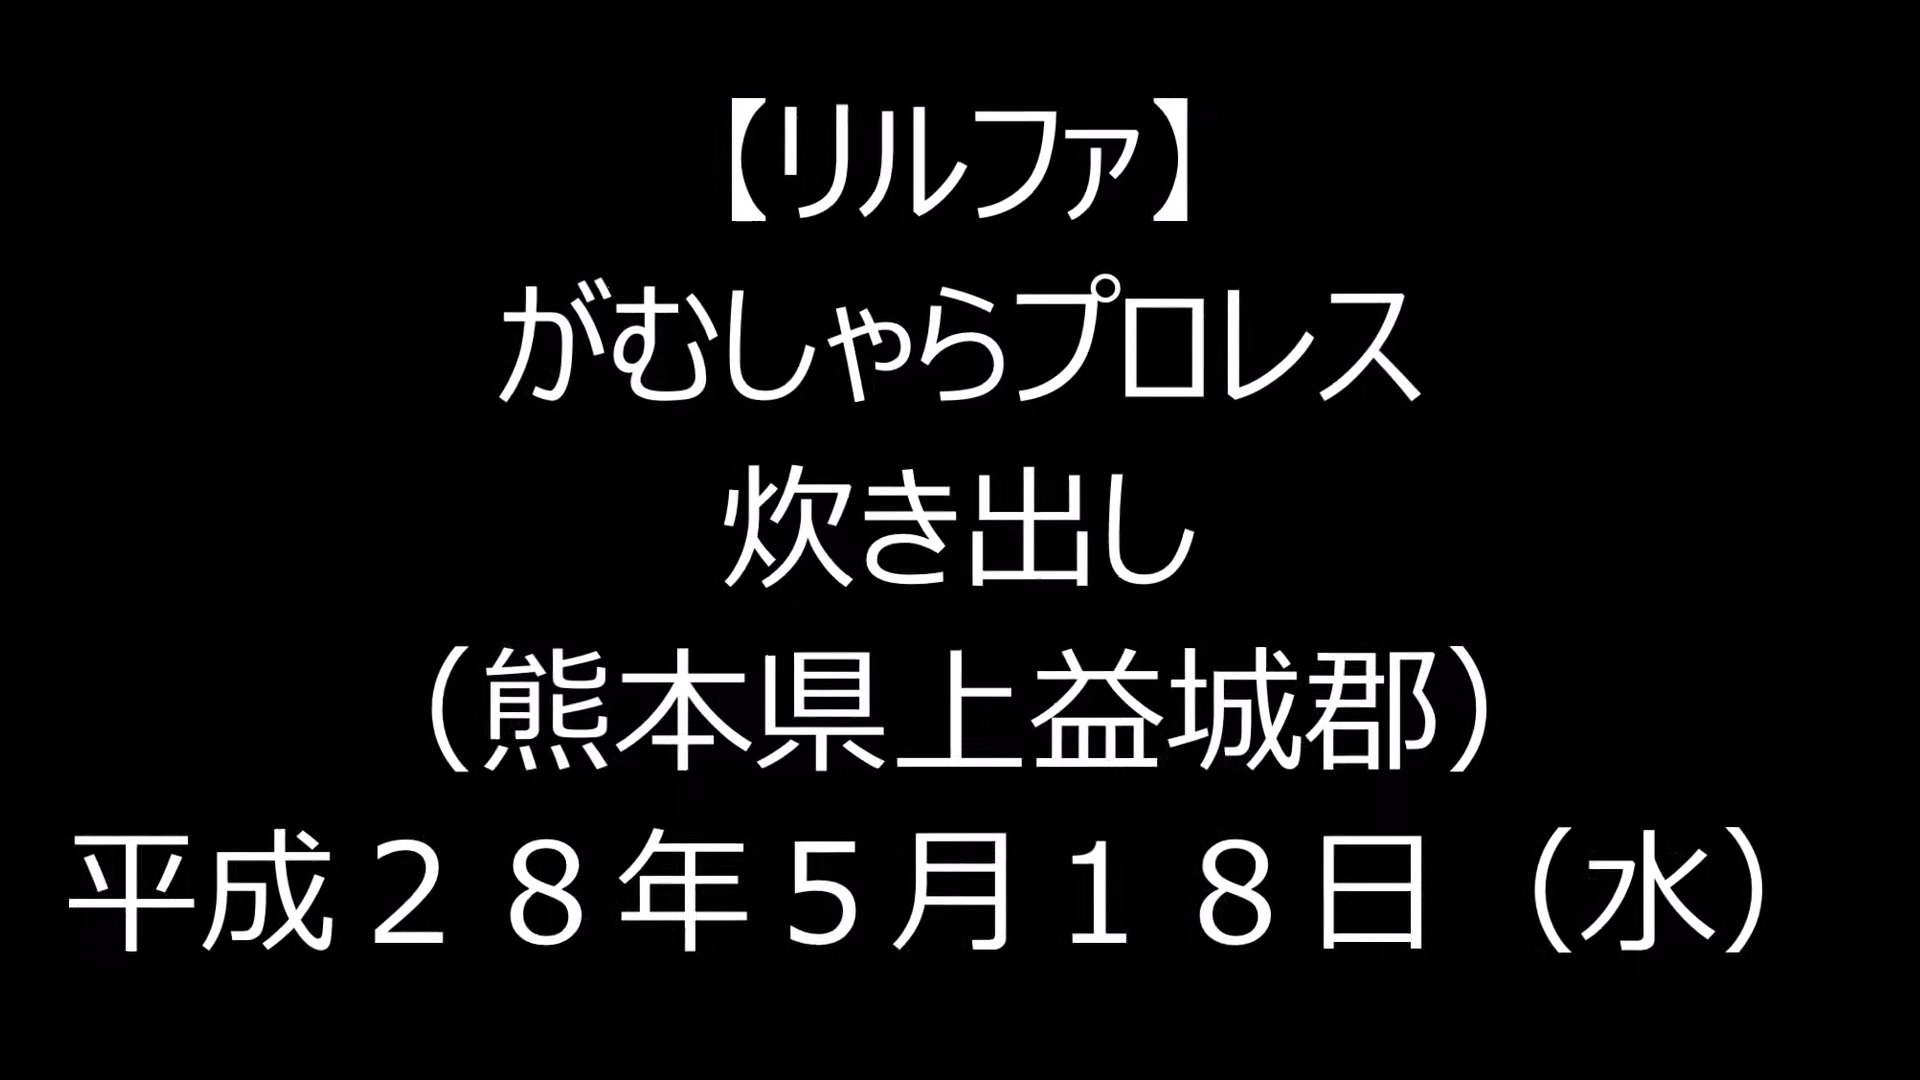 【リルファ】
がむしゃらプロレス
炊き出し
（熊本県上益城郡）
平成２８年５月１８日（水）